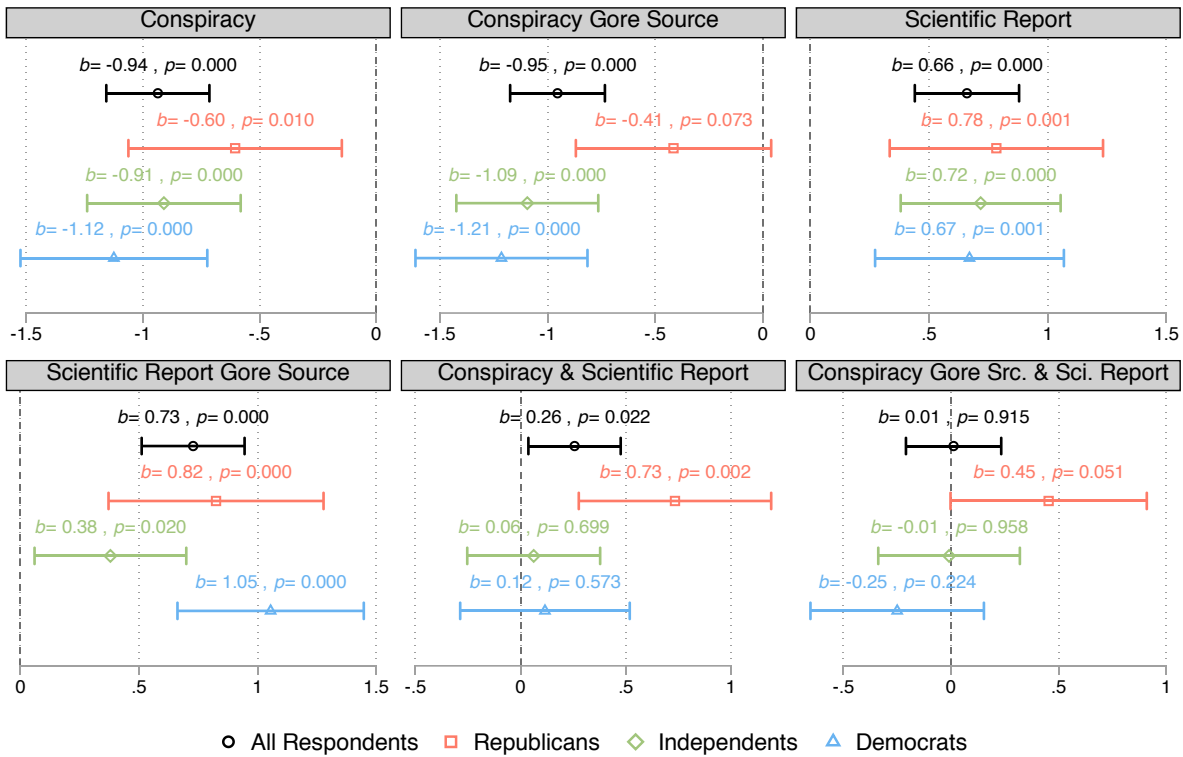 Conspiracy
b= -0.94 , p= 0.000
b= -0.60 , p= 0.010
b= -0.91 , p= 0.000
b= -1.12 , p= 0.000
-1.5 -1 -.5 0
Conspiracy Gore Source
b= -0.95 , p= 0.000
b= -0.41 , p= 0.073
b= -1.09 , p= 0.000
b= -1.21 , p= 0.000
-1.5 -1 -.5 0
Scientific Report
b= 0.66 , p= 0.000
b= 0.78 , p= 0.001
b= 0.72 , p= 0.000
b= 0.67 , p= 0.001
0 .5 1 1.5
Scientific Report Gore Source
b= 0.73 , p= 0.000
b= 0.82 , p= 0.000
b= 0.38 , p= 0.020
b= 1.05 , p= 0.000
0 .5 1 1.5
Conspiracy & Scientific Report
b= 0.26 , p= 0.022
b= 0.73 , p= 0.002
b= 0.06 , p= 0.699
b= 0.12 , p= 0.573
-.5 0 .5 1
Conspiracy Gore Src. & Sci. Report
b= 0.01 , p= 0.915
b= 0.45 , p= 0.051
b= -0.01 , p= 0.958
b= -0.25 , p= 0.224
-.5 0 .5 1
All Respondents Republicans Independents Democrats